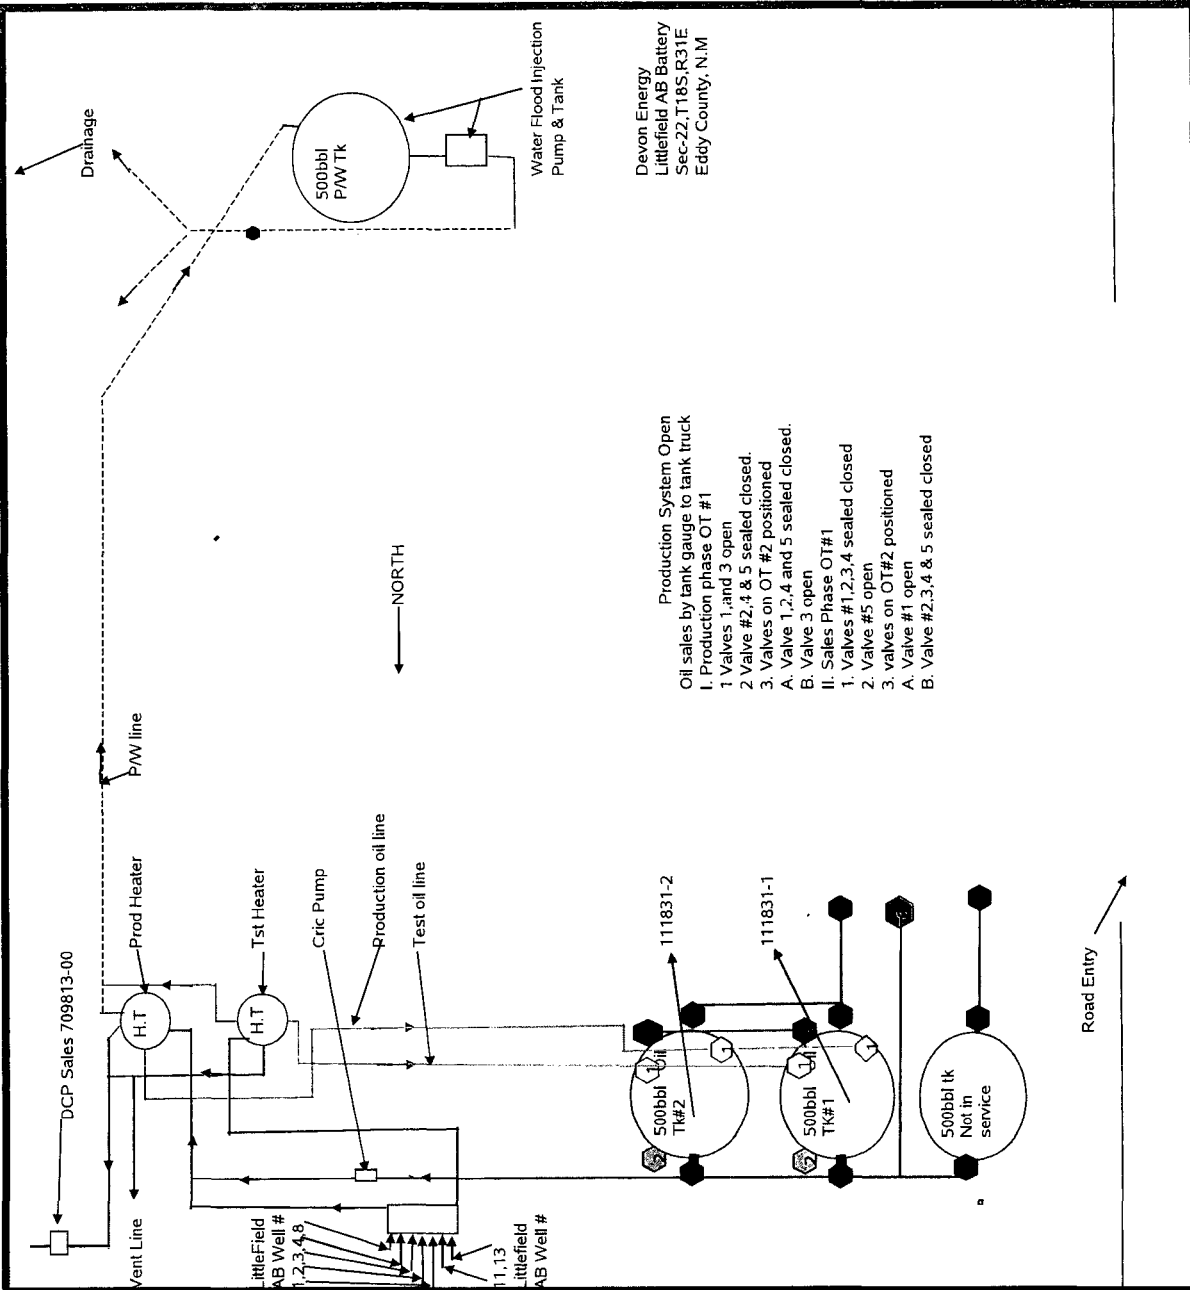 Drainage
500bbl
P/WTk
Water Flood Injection
Pump & Tank
Devon Energy
Littlefield AB Battery
Sec-22,T18S,R31E
Eddy County, N.M
NORTH
P/W line
Production System Open
Oil sales by tank gauge to tank truck
I. Production phase OT #1
1 Valves 1,and 3 open
2 Valve #2,4 & 5 sealed closed.
3. Valves on OT #2 positioned
A. Valve 1,2,4 and 5 sealed closed.
B. Valve 3 open
II. Sales Phase OT#1
1. Valves #1,2,3,4 sealed closed
2. Valve #5 open
3. valves on OT#2 positioned
A. Valve #1 open
B. Valve #2,3,4 & 5 sealed closed
DCP Sales 709813-00
Prod Heater
H.T
Tst Heater
H.T
Cric Pump
Production oil line
Test oil line
111831-2
111831-1
Road Entry
500bbl Oil
Tk#2
1
500bbl Oil
TK#1
1
1
500bbl tk
Not in
service
Vent Line
LittleField
AB Well #
1,2,3,4,8
11,13
Littlefield
AB Well #